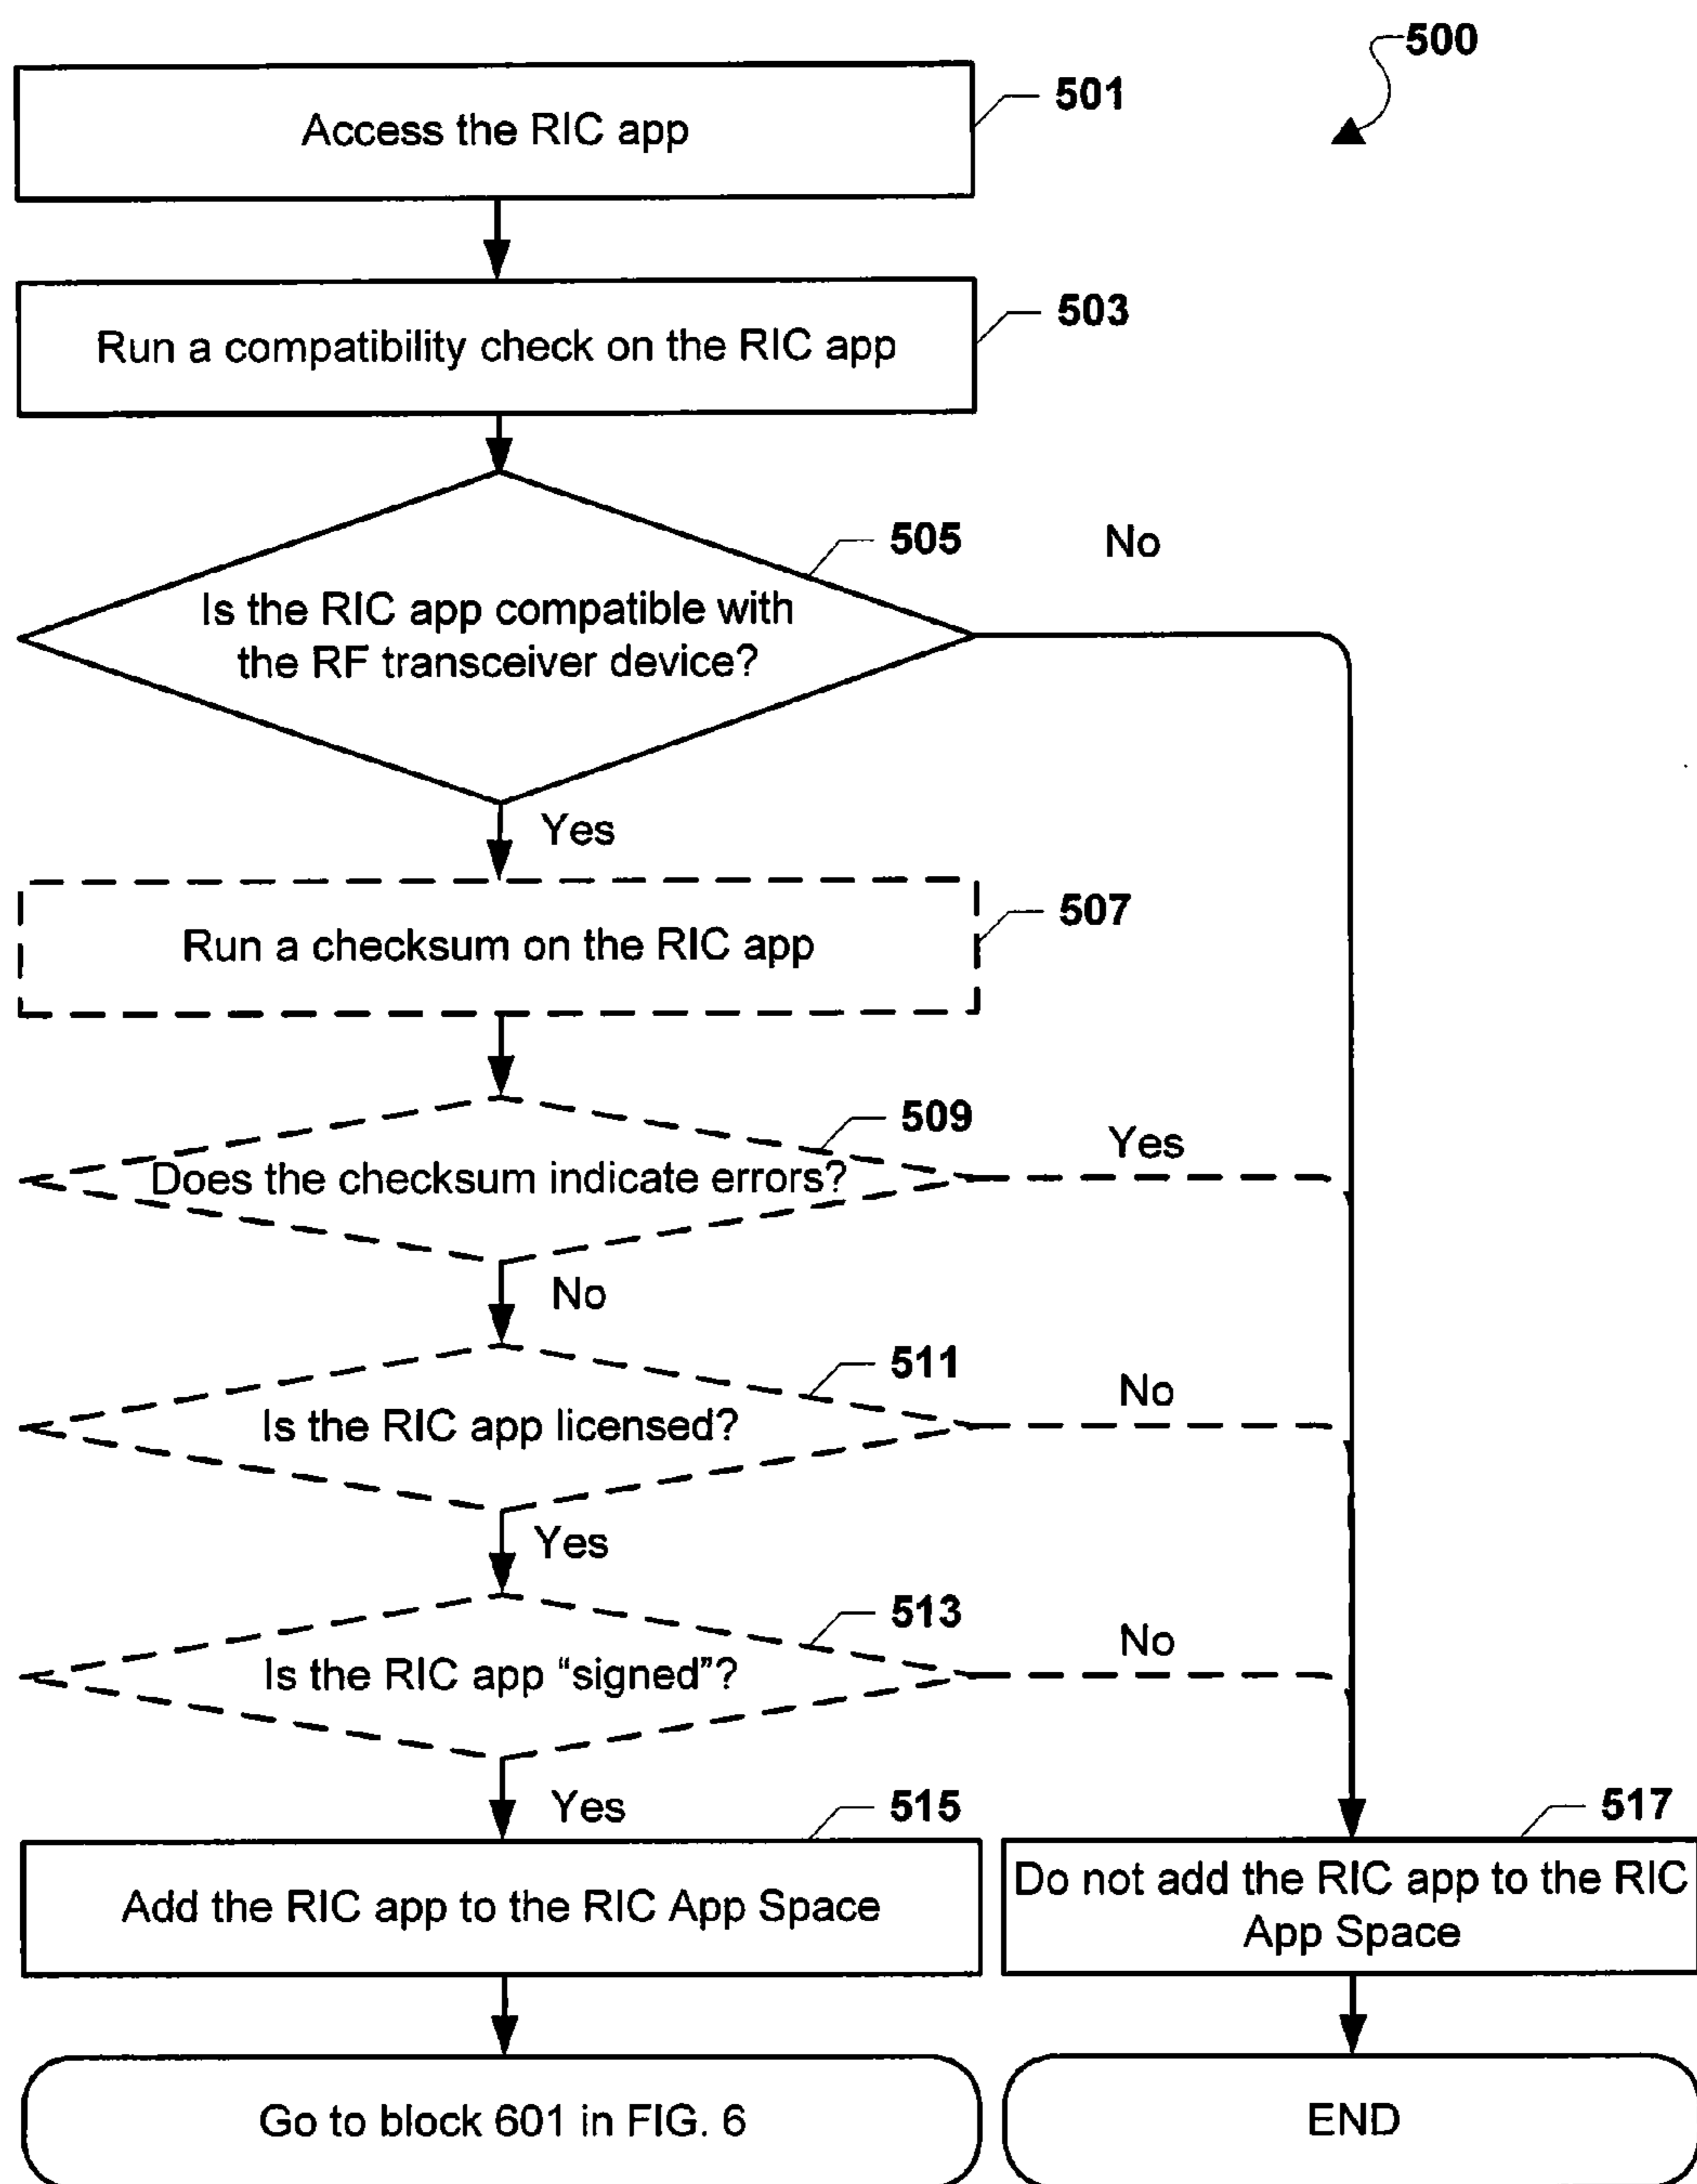 500
501
Access the RIC app
503
Run a compatibility check on the RIC app
505
No
Is the RIC app compatible with
the RF transceiver device?
Yes
507
Run a checksum on the RIC app
509
Yes
Does the checksum indicate errors?
No
511
No
Is the RIC app licensed?
Yes
513
No
Is the RIC app “signed”?
Yes
515
517
Add the RIC app to the RIC App Space
Do not add the RIC app to the RIC
App Space
Go to block 601 in FIG. 6
END